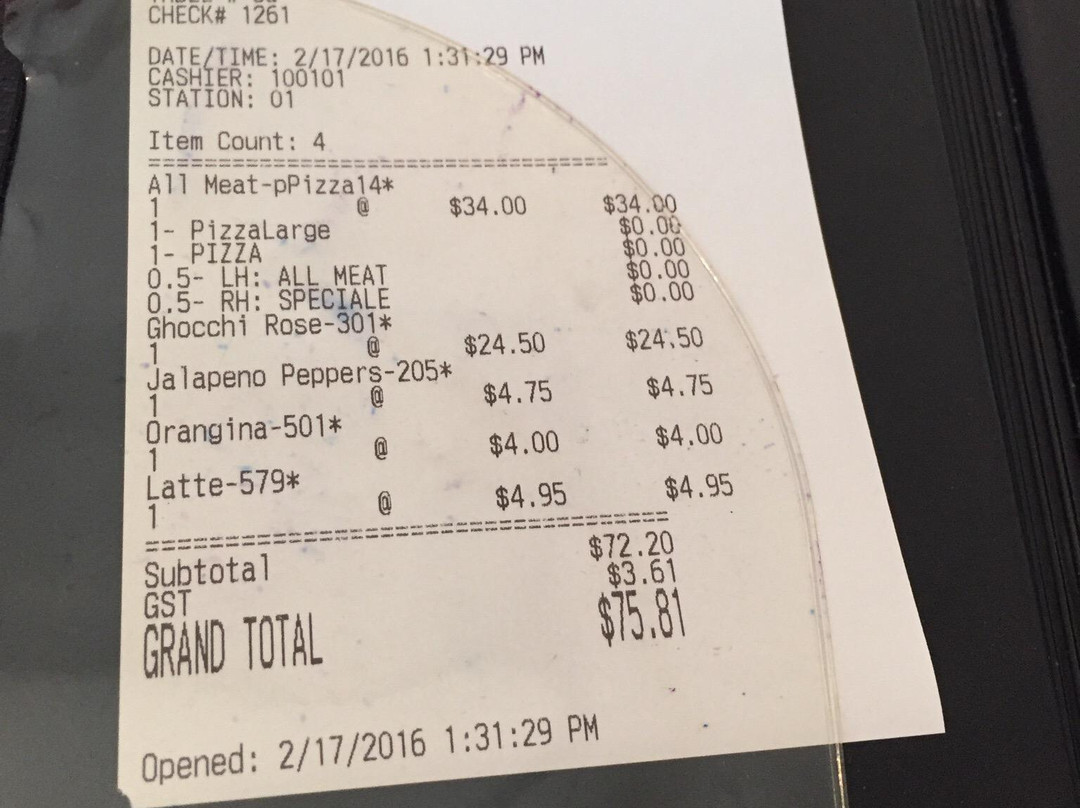 CHECK# 1261
DATE/TIME: 2/17/2016 1:31:29 PM
CASHIER: 100101
STATION: 01
Item Count: 4
All Meat-pPizza14*
1 @ $34.00 $34.00
1- PizzaLarge $0.00
1- PIZZA $0.00
0.5- LH: ALL MEAT $0.00
0.5- RH: SPECIALE $0.00
Ghocchi Rose-301*
1 @ $24.50 $24.50
Jalapeno Peppers-205*
1 @ $4.75 $4.75
Orangina-501*
1 @ $4.00 $4.00
Latte-579*
1 @ $4.95 $4.95
Subtotal $72.20
GST $3.61
GRAND TOTAL $75.81
Opened: 2/17/2016 1:31:29 PM